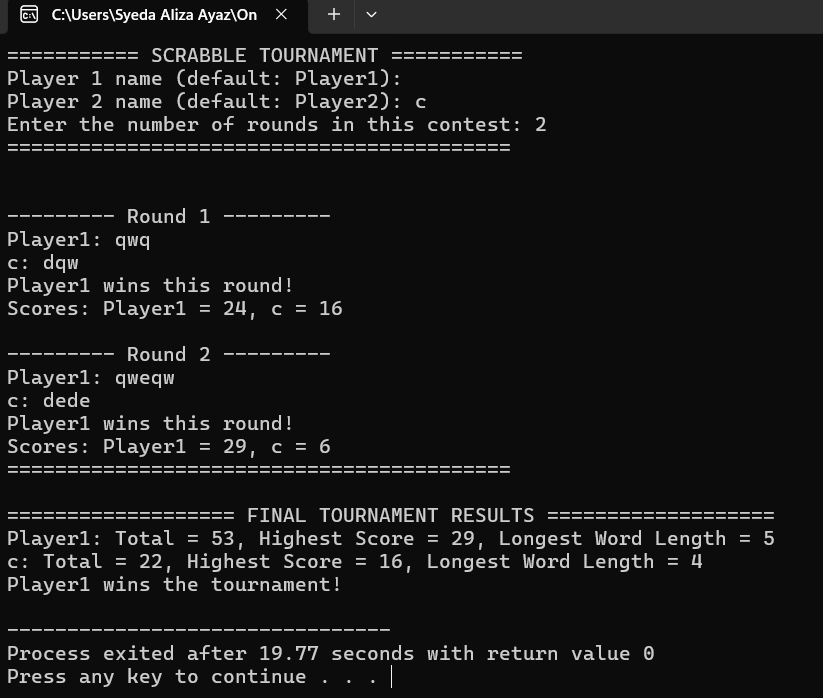 C:\Users\Syeda Aliza Ayaz\On
=========== SCRABBLE TOURNAMENT ===========
Player 1 name (default: Player1):
Player 2 name (default: Player2): c
Enter the number of rounds in this contest: 2
==========================================
--------- Round 1 ---------
Player1: qwq
c: dqw
Player1 wins this round!
Scores: Player1 = 24, c = 16
--------- Round 2 ---------
Player1: qweqw
c: dede
Player1 wins this round!
Scores: Player1 = 29, c = 6
==========================================
=================== FINAL TOURNAMENT RESULTS ===================
Player1: Total = 53, Highest Score = 29, Longest Word Length = 5
c: Total = 22, Highest Score = 16, Longest Word Length = 4
Player1 wins the tournament!
--------------------------------
Process exited after 19.77 seconds with return value 0
Press any key to continue . . .